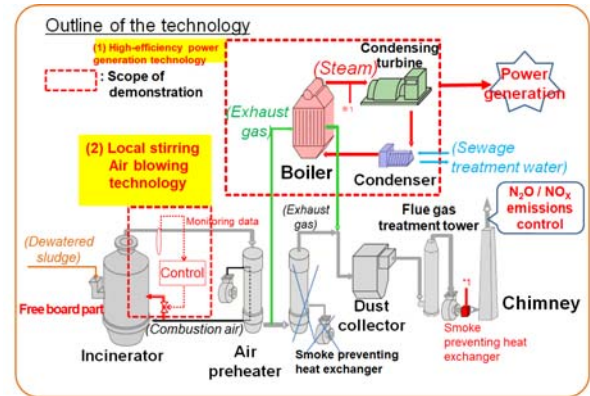 Outline of the technology
(1) High-efficiency power
generation technology
: Scope of
demonstration
(2) Local stirring
Air blowing
technology
(Steam)
Condensing
turbine
Power
generation
*1
(Exhaust
gas)
Boiler
Condenser
(Sewage
treatment water)
N₂O / NOₓ
emissions
control
Monitoring data
(Exhaust
gas)
Flue gas
treatment tower
(Dewatered
sludge)
Control
*1
Free board part
(Combustion air)
Dust
collector
Chimney
Incinerator
Air
preheater
Smoke preventing
heat exchanger
Smoke
preventing heat
exchanger